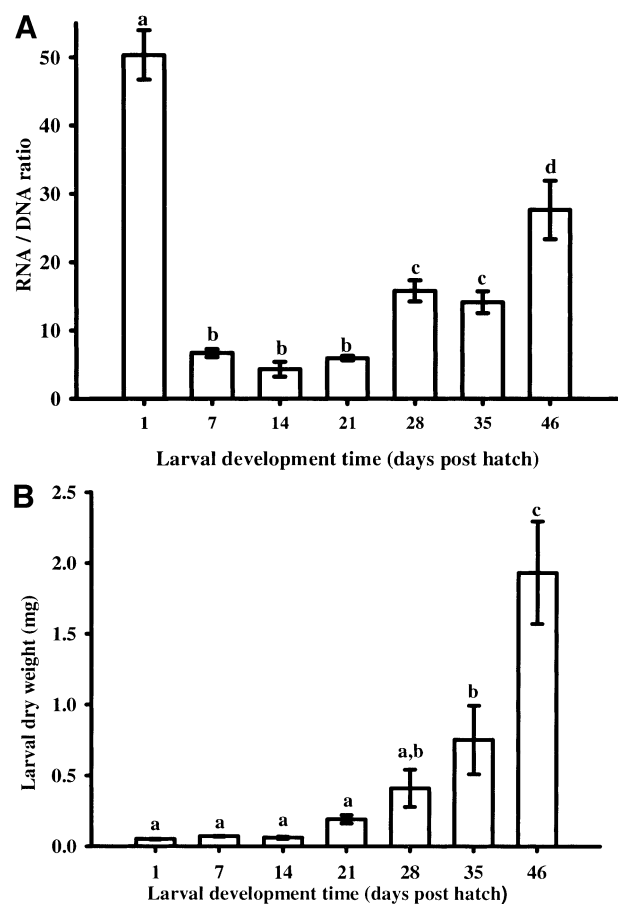 A
a
50
40
30
20
10
0
RNA / DNA ratio
b
b
b
c
c
d
1 7 14 21 28 35 46
Larval development time (days post hatch)
B
2.5
2.0
1.5
1.0
0.5
0.0
Larval dry weight (mg)
a
a
a
a
a,b
b
c
1 7 14 21 28 35 46
Larval development time (days post hatch)